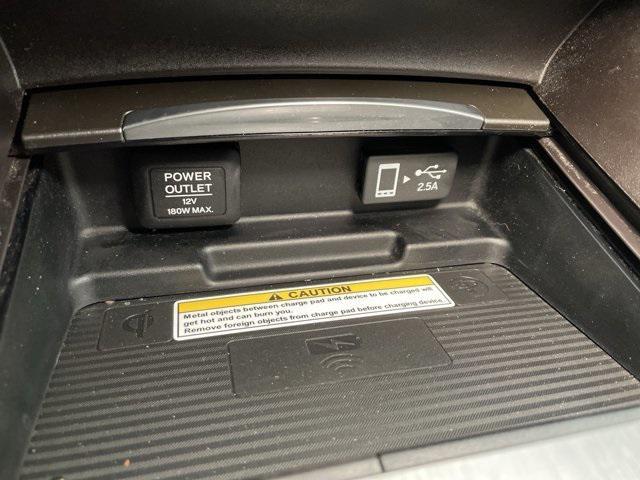 POWER
OUTLET
12V
180W MAX.
2.5A
CAUTION
Metal objects between charge pad and device to be charged will
get hot and can burn you.
Remove foreign objects from charge pad before charging device